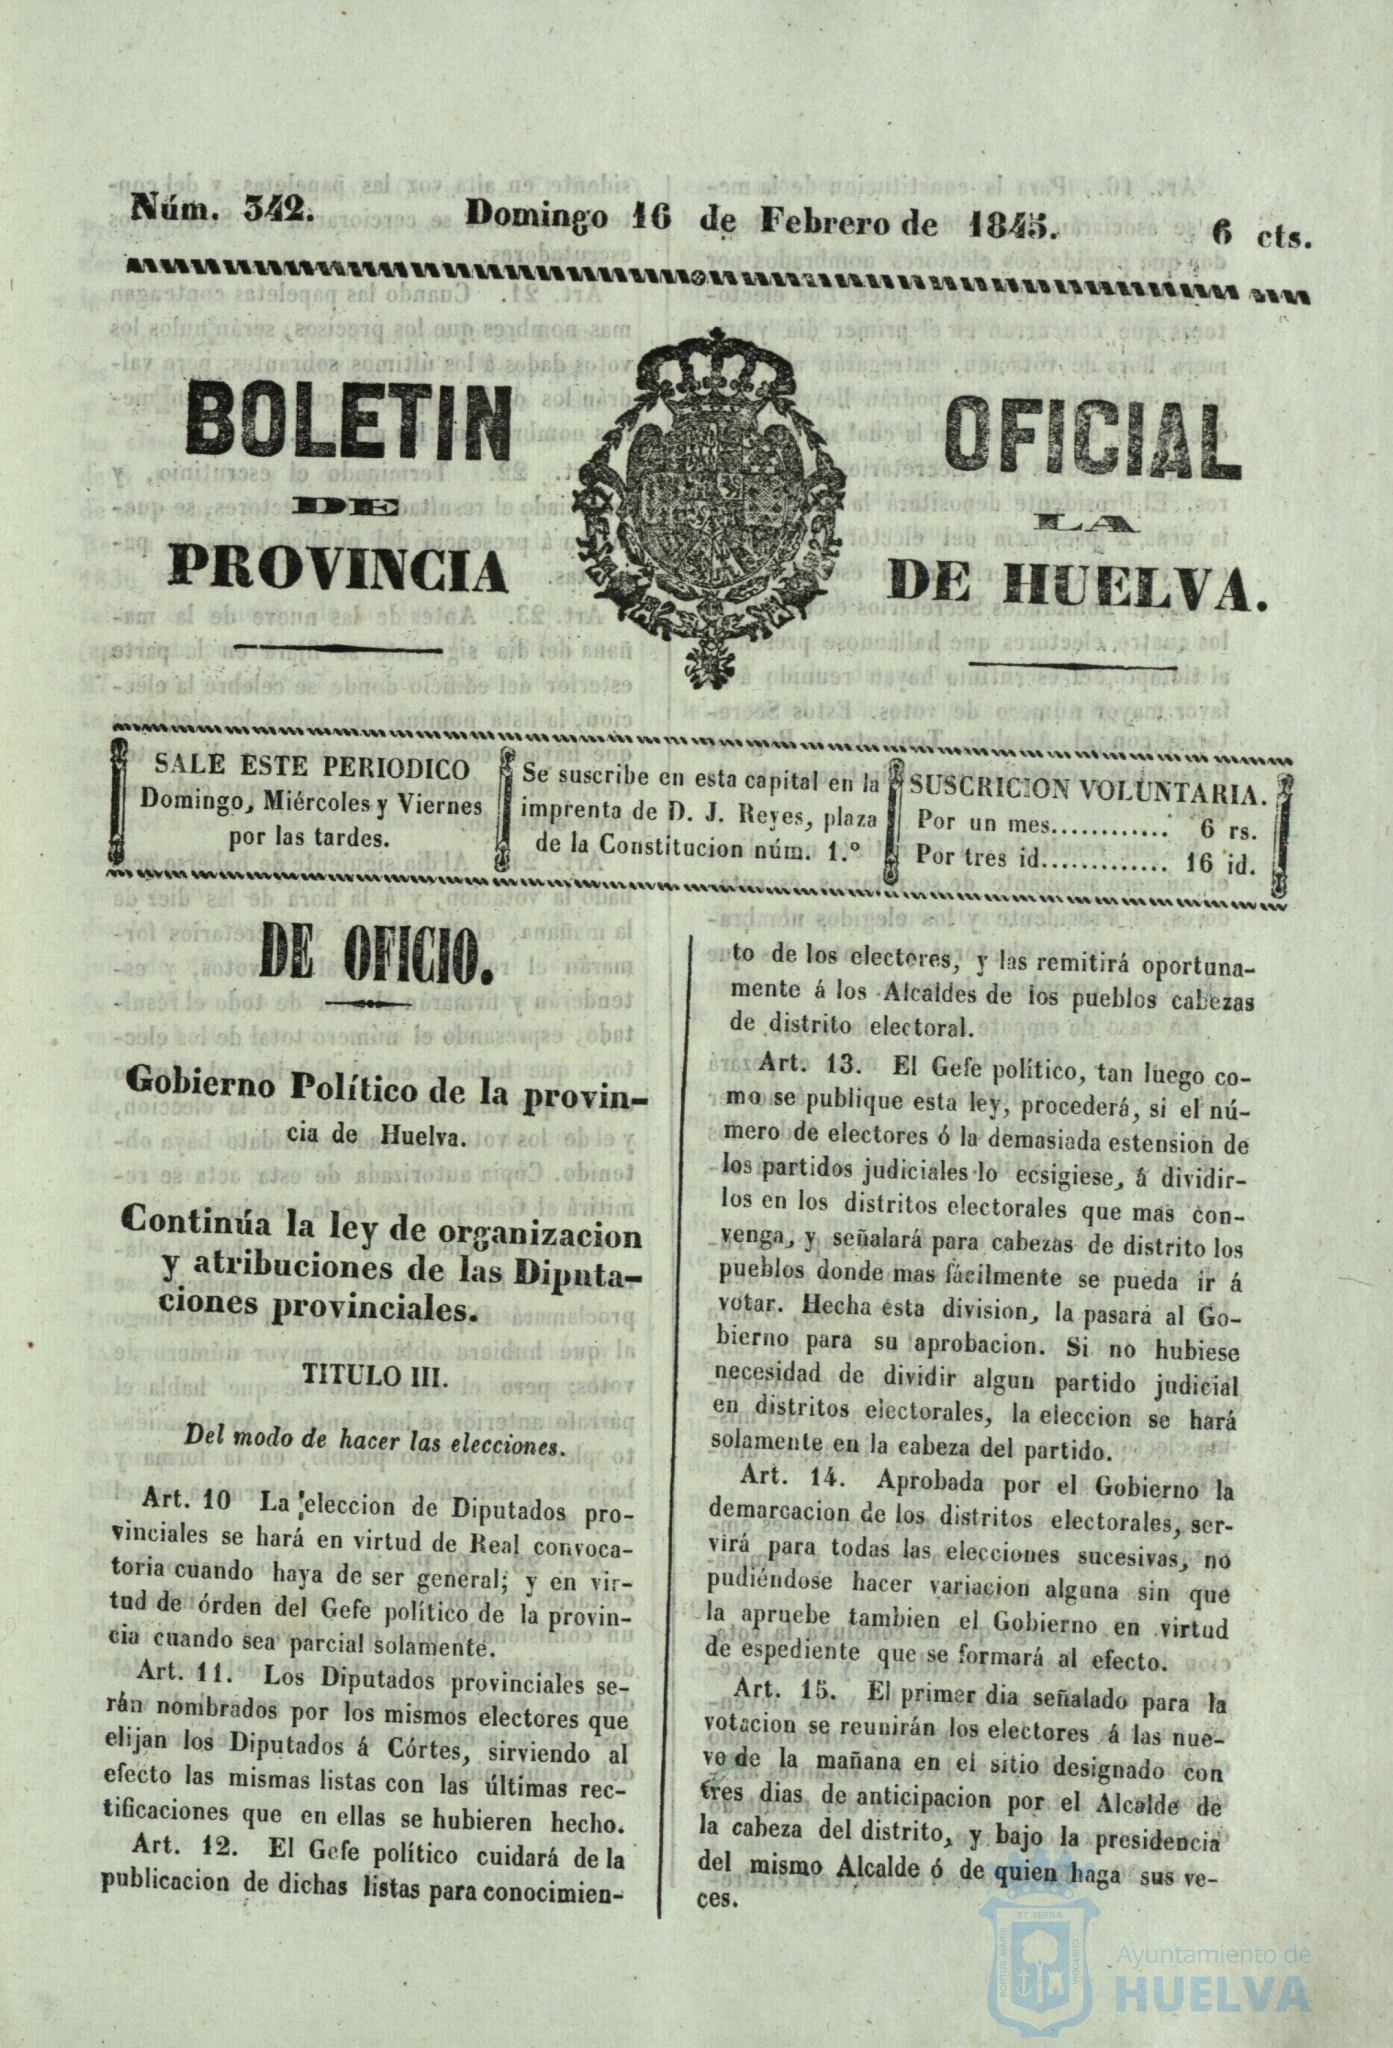 Núm. 342. Domingo 16 de Febrero de 1845. 6 cts.
BOLETIN OFICIAL
DE LA
PROVINCIA DE HUELVA.
SALE ESTE PERIODICO
Domingo, Miércoles y Viernes
por las tardes.
Se suscribe en esta capital en la
imprenta de D. J. Reyes, plaza
de la Constitucion núm. 1.º
SUSCRICION VOLUNTARIA.
Por un mes............ 6 rs.
Por tres id............. 16 id.
DE OFICIO.
Gobierno Político de la provin-
cia de Huelva.
Continúa la ley de organizacion
y atribuciones de las Diputa-
ciones provinciales.
TITULO III.
Del modo de hacer las elecciones.
Art. 10 La eleccion de Diputados pro-
vinciales se hará en virtud de Real convoca-
toria cuando haya de ser general; y en vir-
tud de órden del Gefe político de la provin-
cia cuando sea parcial solamente.
Art. 11. Los Diputados provinciales se-
rán nombrados por los mismos electores que
elijan los Diputados á Córtes, sirviendo al
efecto las mismas listas con las últimas rec-
tificaciones que en ellas se hubieren hecho.
Art. 12. El Gefe político cuidará de la
publicacion de dichas listas para conocimien-
to de los electores, y las remitirá oportuna-
mente á los Alcaldes de los pueblos cabezas
de distrito electoral.
Art. 13. El Gefe político, tan luego co-
mo se publique esta ley, procederá, si el nú-
mero de electores ó la demasiada estension de
los partidos judiciales lo ecsigiese, á dividir-
los en los distritos electorales que mas con-
venga, y señalará para cabezas de distrito los
pueblos donde mas fácilmente se pueda ir á
votar. Hecha esta division, la pasará al Go-
bierno para su aprobacion. Si no hubiese
necesidad de dividir algun partido judicial
en distritos electorales, la eleccion se hará
solamente en la cabeza del partido.
Art. 14. Aprobada por el Gobierno la
demarcacion de los distritos electorales, ser-
virá para todas las elecciones sucesivas, no
pudiéndose hacer variacion alguna sin que
la apruebe tambien el Gobierno en virtud
de espediente que se formará al efecto.
Art. 15. El primer dia señalado para la
votacion se reunirán los electores á las nue-
ve de la mañana en el sitio designado con
tres dias de anticipacion por el Alcalde de
la cabeza del distrito, y bajo la presidencia
del mismo Alcalde ó de quien haga sus ve-
ces.
Ayuntamiento de
HUELVA